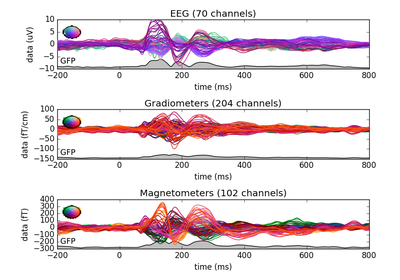 EEG (70 channels)
data (uV)
10
5
0
−5
−10
GFP
−200 0 200 400 600 800
time (ms)
Gradiometers (204 channels)
data (fT/cm)
100
50
0
−50
−100
−150
GFP
−200 0 200 400 600 800
time (ms)
Magnetometers (102 channels)
data (fT)
400
300
200
100
0
−100
−200
−300
GFP
−200 0 200 400 600 800
time (ms)